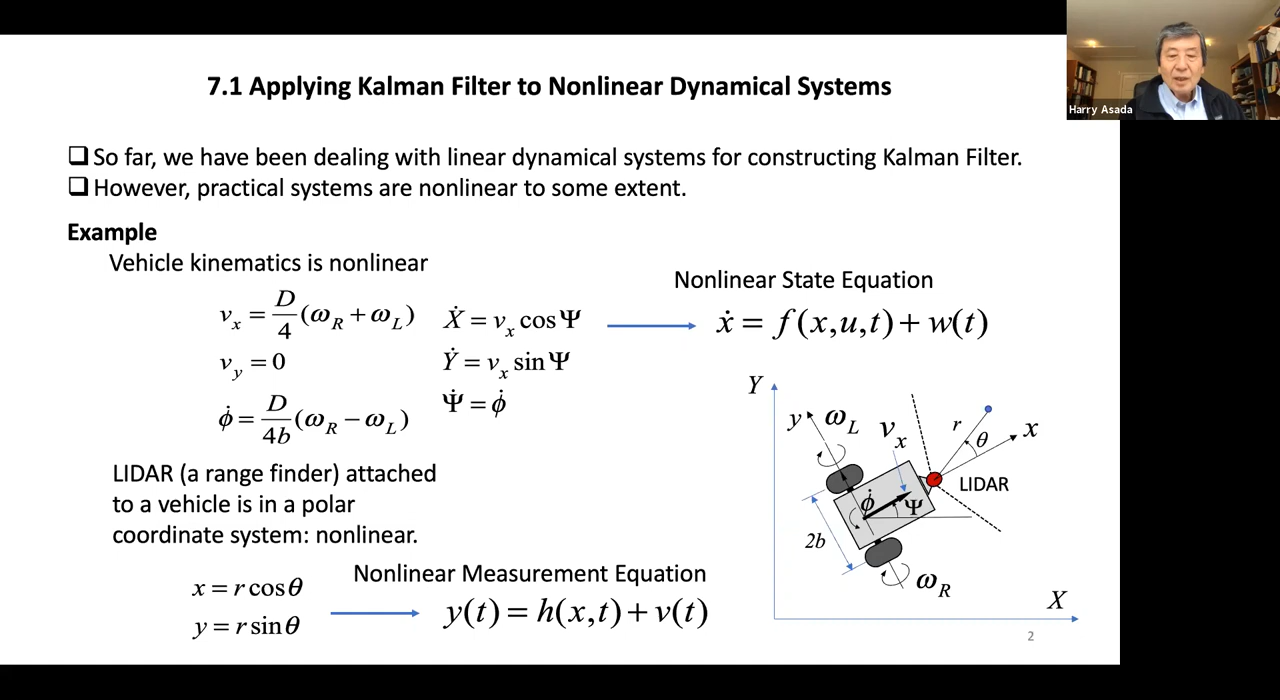 Harry Asada
7.1 Applying Kalman Filter to Nonlinear Dynamical Systems
❑ So far, we have been dealing with linear dynamical systems for constructing Kalman Filter.
❑ However, practical systems are nonlinear to some extent.
Example
Vehicle kinematics is nonlinear
v_x = D/4 (ω_R + ω_L)
v_y = 0
ϕ̇ = D/4b (ω_R − ω_L)
Ẋ = v_x cos Ψ
Ẏ = v_x sin Ψ
Ψ̇ = ϕ̇
Nonlinear State Equation
ẋ = f(x,u,t) + w(t)
LIDAR (a range finder) attached
to a vehicle is in a polar
coordinate system: nonlinear.
x = r cos θ
y = r sin θ
Nonlinear Measurement Equation
y(t) = h(x,t) + v(t)
Y
y
ω_L
v_x
r
θ
x
LIDAR
ϕ̇
Ψ
2b
ω_R
X
2